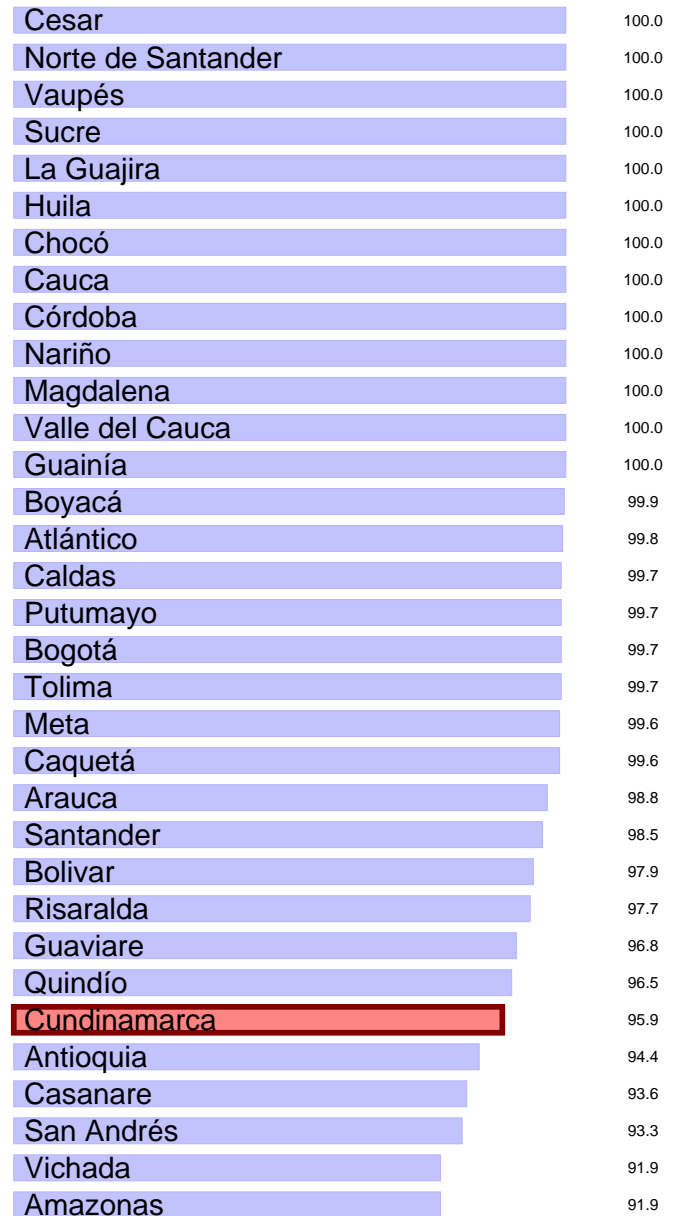 Cesar 100.0
Norte de Santander 100.0
Vaupés 100.0
Sucre 100.0
La Guajira 100.0
Huila 100.0
Chocó 100.0
Cauca 100.0
Córdoba 100.0
Nariño 100.0
Magdalena 100.0
Valle del Cauca 100.0
Guainía 100.0
Boyacá 99.9
Atlántico 99.8
Caldas 99.7
Putumayo 99.7
Bogotá 99.7
Tolima 99.7
Meta 99.6
Caquetá 99.6
Arauca 98.8
Santander 98.5
Bolivar 97.9
Risaralda 97.7
Guaviare 96.8
Quindío 96.5
Cundinamarca 95.9
Antioquia 94.4
Casanare 93.6
San Andrés 93.3
Vichada 91.9
Amazonas 91.9